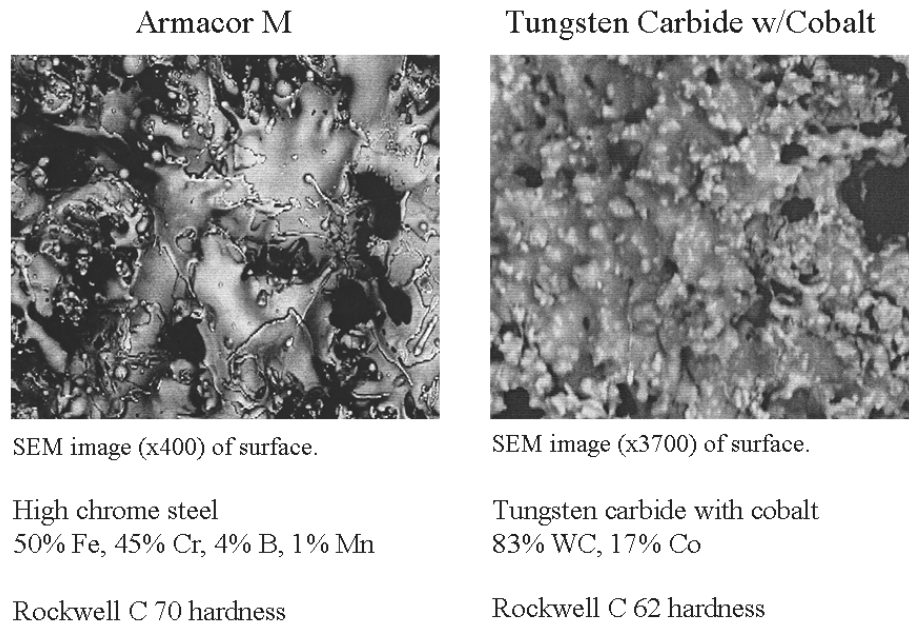 Armacor M
Tungsten Carbide w/Cobalt
SEM image (x400) of surface.
SEM image (x3700) of surface.
High chrome steel
50% Fe, 45% Cr, 4% B, 1% Mn
Tungsten carbide with cobalt
83% WC, 17% Co
Rockwell C 70 hardness
Rockwell C 62 hardness